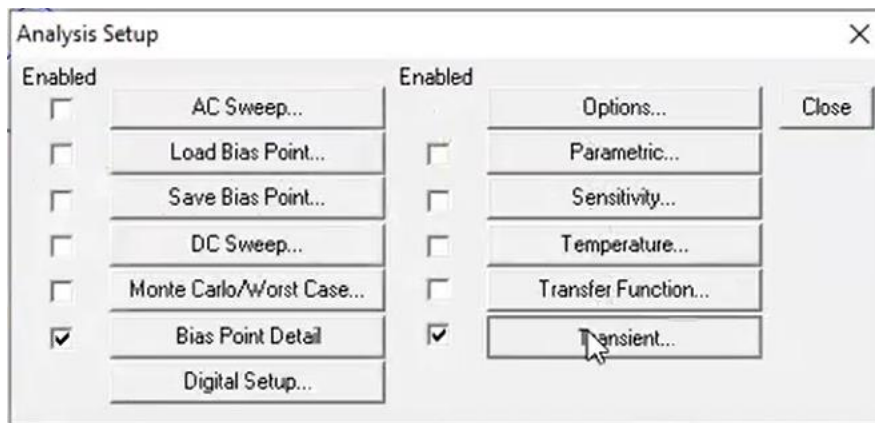 Analysis Setup
Enabled
Enabled
AC Sweep...
Options...
Close
Load Bias Point...
Parametric...
Save Bias Point...
Sensitivity...
DC Sweep...
Temperature...
Monte Carlo/Worst Case...
Transfer Function...
Bias Point Detail
Transient...
Digital Setup...